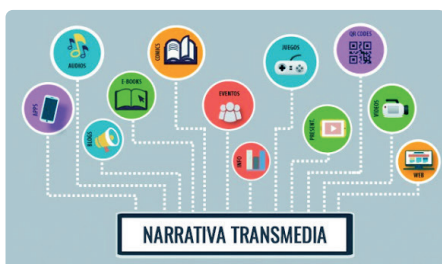 AUDIOS
COMICS
JUEGOS
QR CODES
E-BOOKS
EVENTOS
APPS
BLOGS
PRESENT.
VIDEOS
INFO
WEB
NARRATIVA TRANSMEDIA